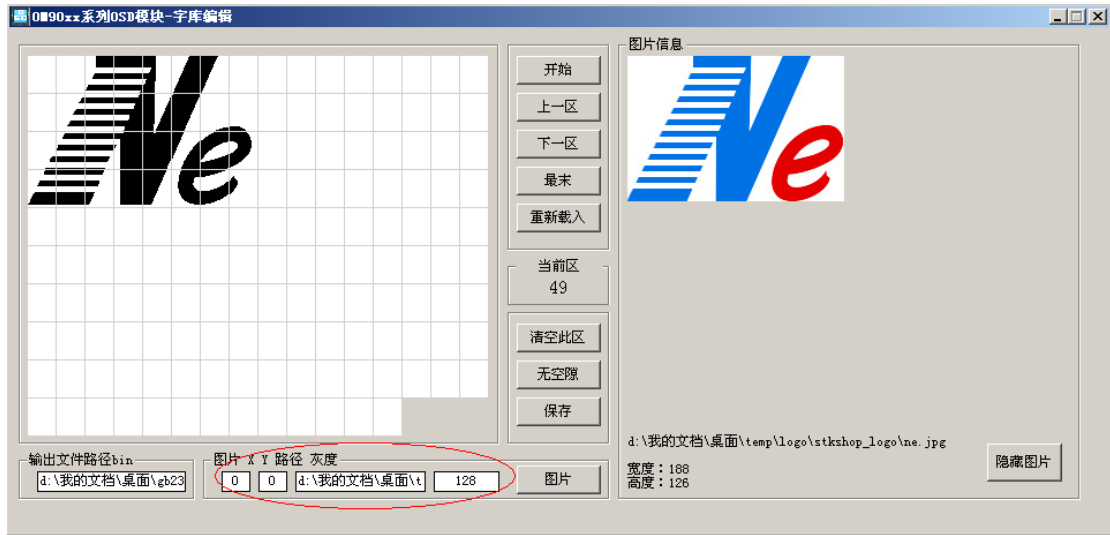 OM90xx系列OSD模块-字库编辑
Ne
开始
上一区
下一区
最末
重新载入
当前区
49
清空此区
无空隙
保存
图片信息
Ne
d:\我的文档\桌面\temp\logo\stkshop_logo\ne.jpg
宽度：188
高度：126
隐藏图片
输出文件路径bin
d:\我的文档\桌面\gb23
图片 X Y 路径 灰度
0 0 d:\我的文档\桌面\t 128
图片